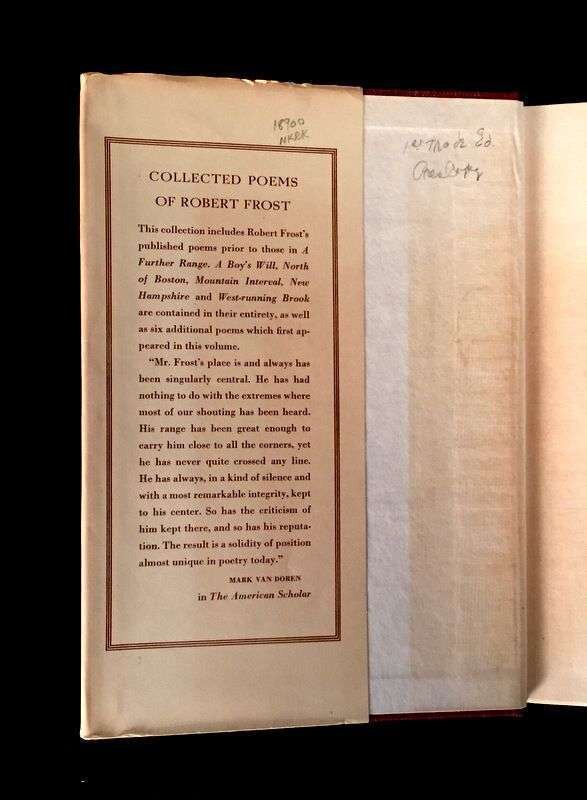 1st Trade Ed.
COLLECTED POEMS
OF ROBERT FROST
This collection includes Robert Frost's
published poems prior to those in A
Further Range. A Boy's Will, North
of Boston, Mountain Interval, New
Hampshire and West-running Brook
are contained in their entirety, as well
as six additional poems which first ap-
peared in this volume.
"Mr. Frost's place is and always has
been singularly central. He has had
nothing to do with the extremes where
most of our shouting has been heard.
His range has been great enough to
carry him close to all the corners, yet
he has never quite crossed any line.
He has always, in a kind of silence and
with a most remarkable integrity, kept
to his center. So has the criticism of
him kept there, and so has his reputa-
tion. The result is a solidity of position
almost unique in poetry today."
MARK VAN DOREN
in The American Scholar